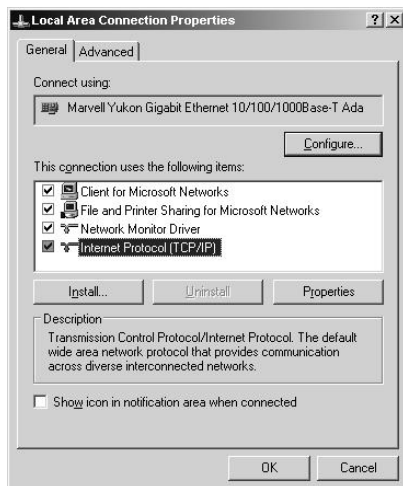 Local Area Connection Properties
General Advanced
Connect using:
Marvell Yukon Gigabit Ethernet 10/100/1000Base-T Ada
Configure...
This connection uses the following items:
Client for Microsoft Networks
File and Printer Sharing for Microsoft Networks
Network Monitor Driver
Internet Protocol (TCP/IP)
Install... Uninstall Properties
Description
Transmission Control Protocol/Internet Protocol. The default
wide area network protocol that provides communication
across diverse interconnected networks.
Show icon in notification area when connected
OK Cancel